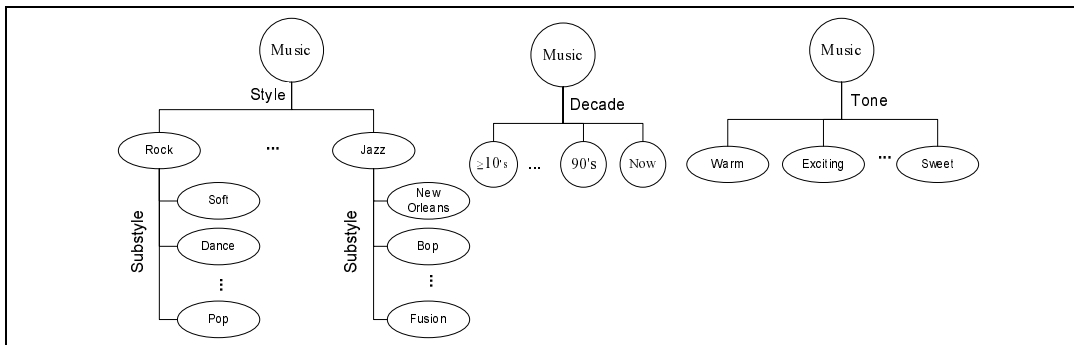 Music
Music
Music
Style
Decade
Tone
Rock
...
Jazz
≥10's
...
90's
Now
Warm
Exciting
...
Sweet
Substyle
Soft
Dance
...
Pop
Substyle
New
Orleans
Bop
...
Fusion